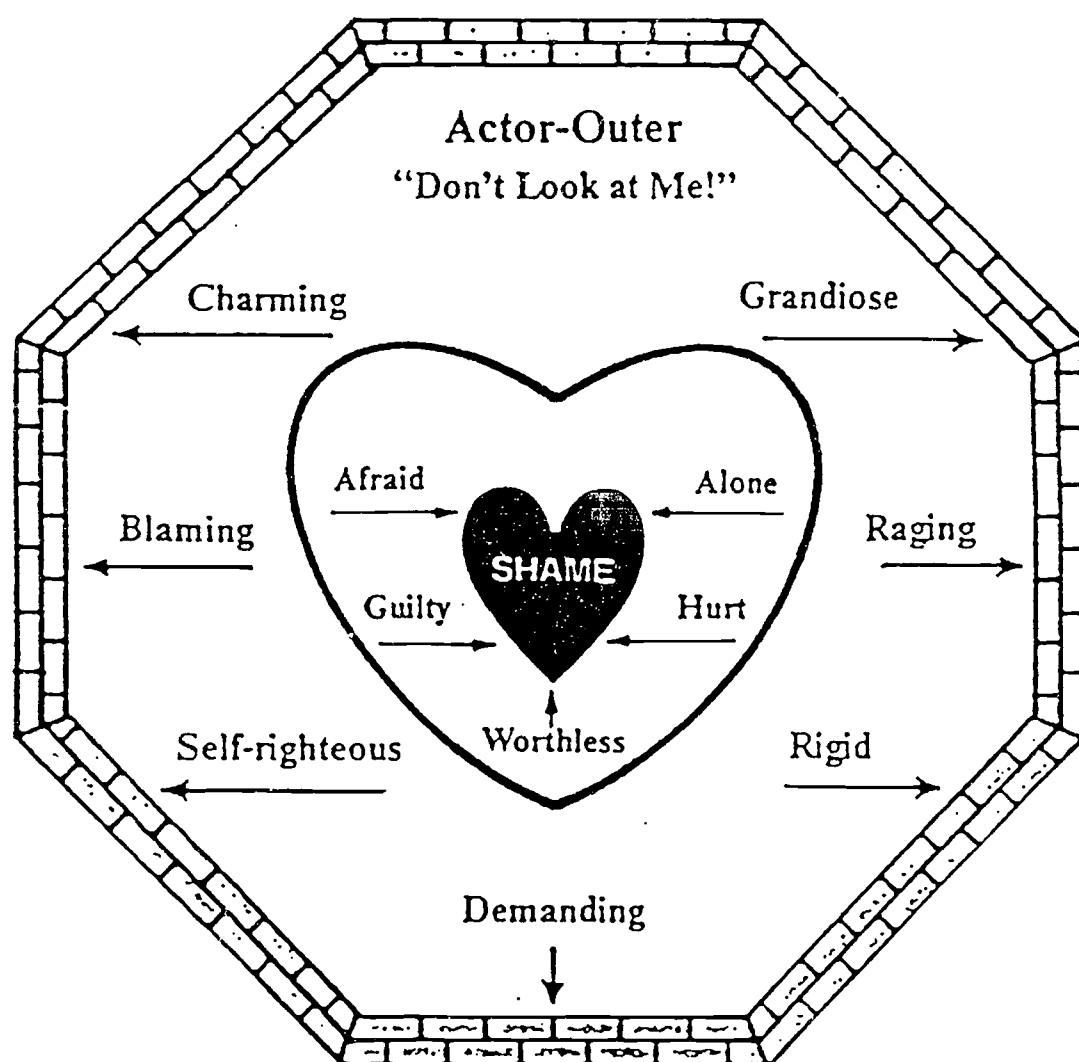 Actor-Outer
“Don't Look at Me!”
Charming
Grandiose
Afraid
Alone
Blaming
SHAME
Raging
Guilty
Hurt
Self-righteous
Worthless
Rigid
Demanding